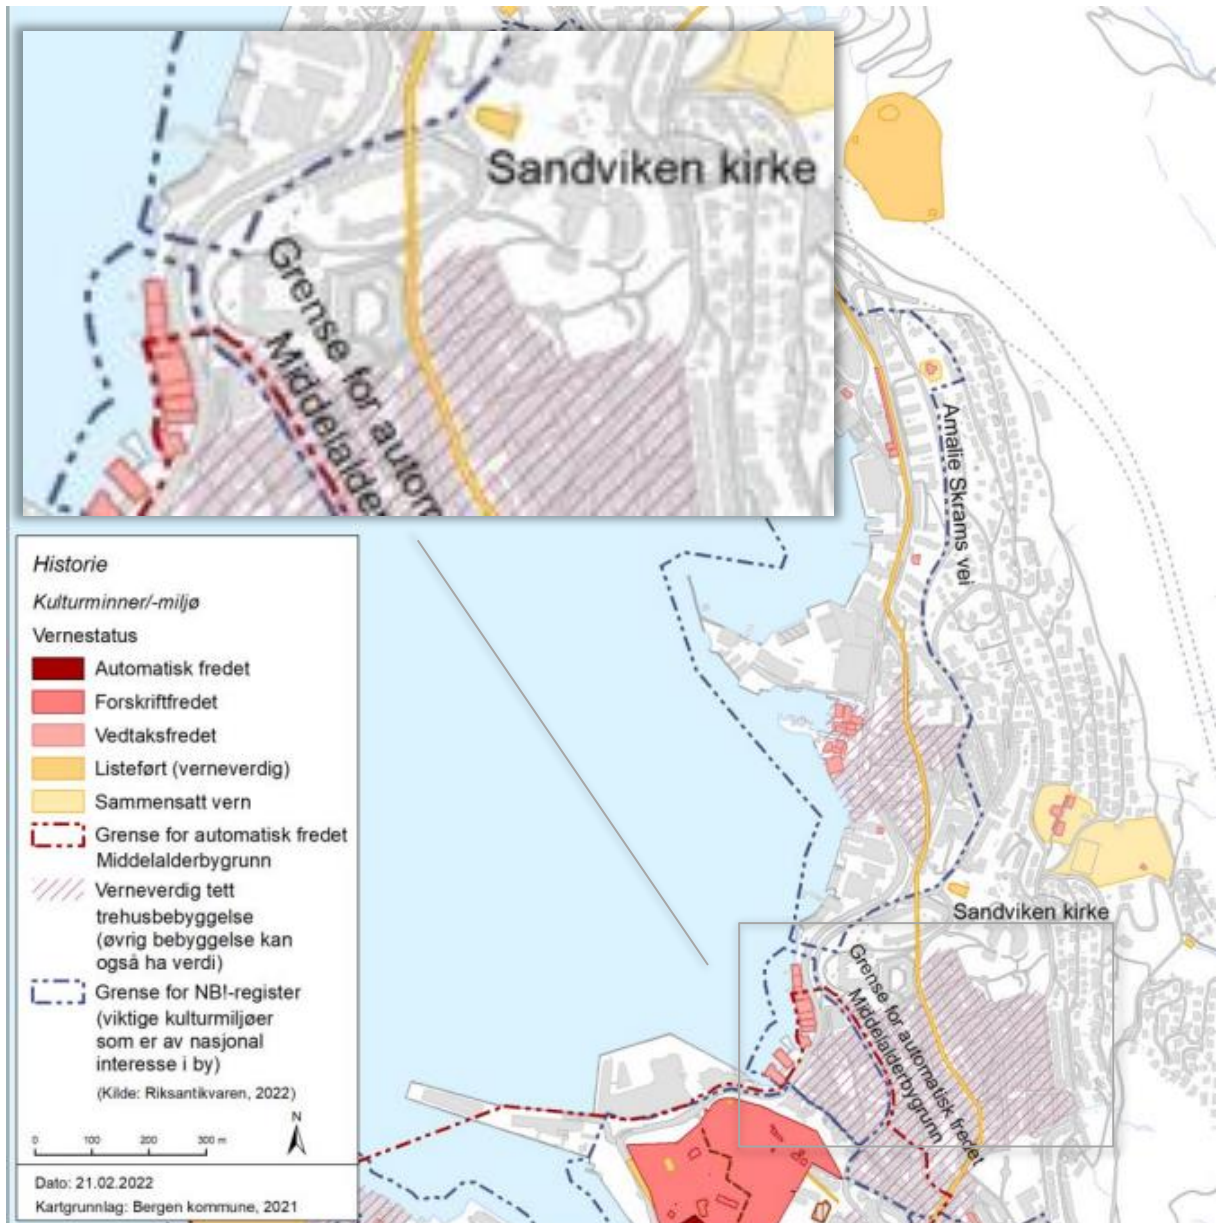 Sandviken kirke
Grense for autom
Middelalder
Historie
Kulturminner/-miljø
Vernestatus
Automatisk fredet
Forskriftfredet
Vedtaksfredet
Listeført (verneverdig)
Sammensatt vern
Grense for automatisk fredet
Middelalderbygrunn
Verneverdig tett
trehusbebyggelse
(øvrig bebyggelse kan
også ha verdi)
Grense for NB!-register
(viktige kulturmiljøer
som er av nasjonal
interesse i by)
(Kilde: Riksantikvaren, 2022)
N
0 100 200 300 m
Dato: 21.02.2022
Kartgrunnlag: Bergen kommune, 2021
Amalie Skrams vei
Sandviken kirke
Grense for automatisk fredet
Middelalderbygrunn